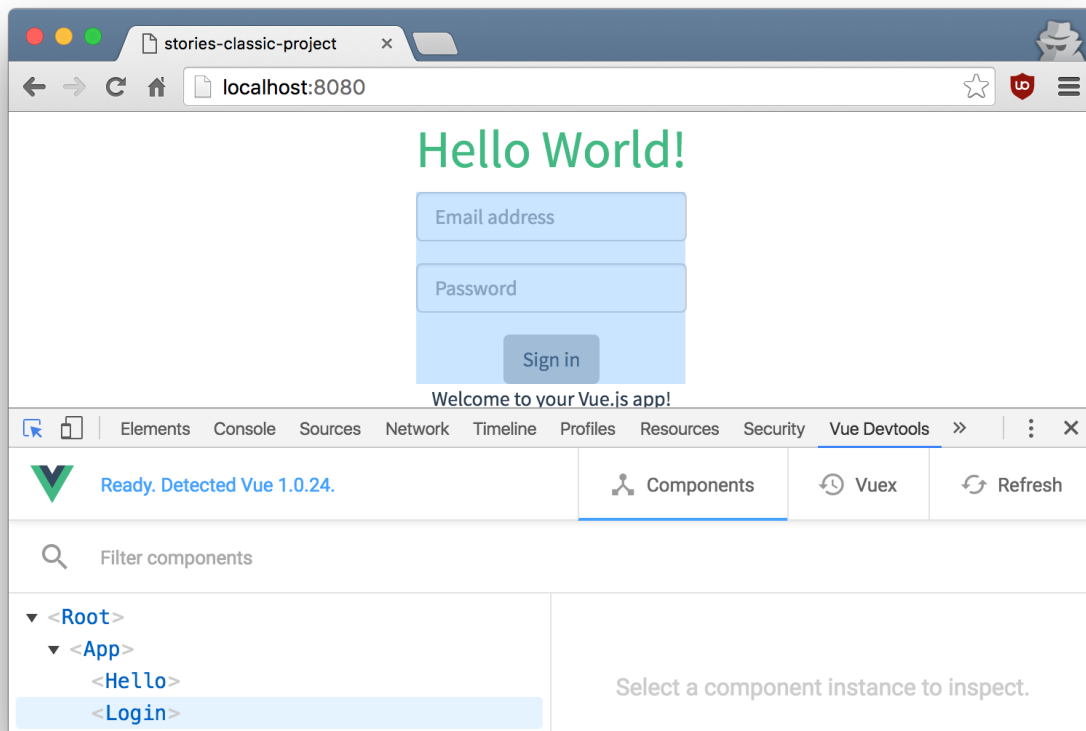 stories-classic-project
localhost:8080
Hello World!
Email address
Password
Sign in
Welcome to your Vue.js app!
Elements Console Sources Network Timeline Profiles Resources Security Vue Devtools »
Ready. Detected Vue 1.0.24. Components Vuex Refresh
Filter components
<Root>
<App>
<Hello>
<Login>
Select a component instance to inspect.